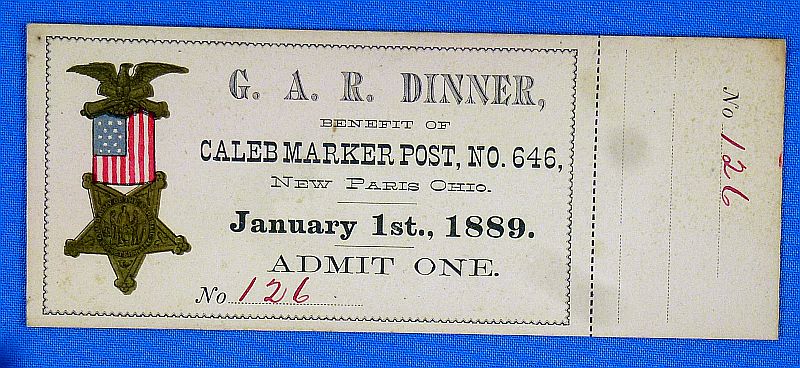 G. A. R. DINNER,
BENEFIT OF
CALEB MARKER POST, NO. 646,
NEW PARIS OHIO.
January 1st., 1889.
ADMIT ONE.
No 126
No 126